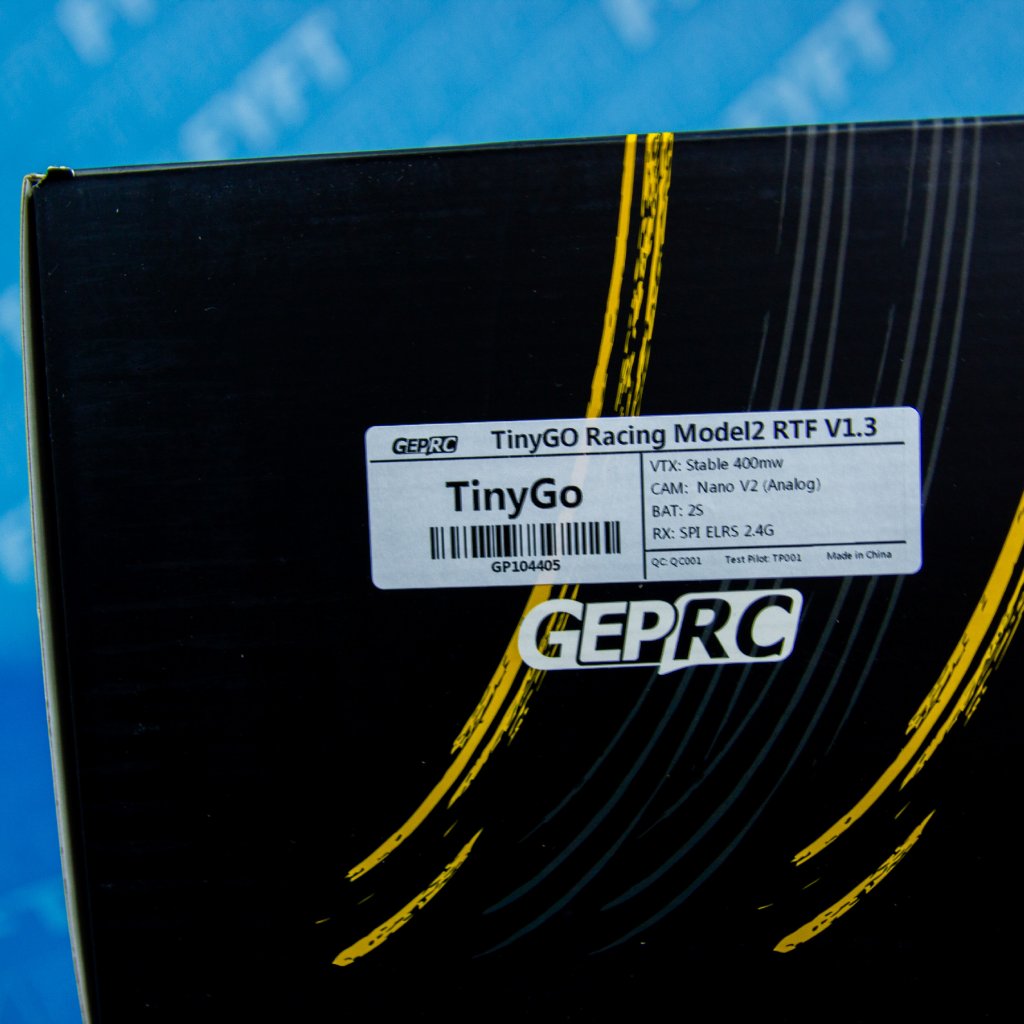 GEPRC TinyGO Racing Model2 RTF V1.3
TinyGo
GP104405
VTX: Stable 400mw
CAM: Nano V2 (Analog)
BAT: 2S
RX: SPI ELRS 2.4G
QC: QC001 Test Pilot: TP001 Made in China
GEPRC